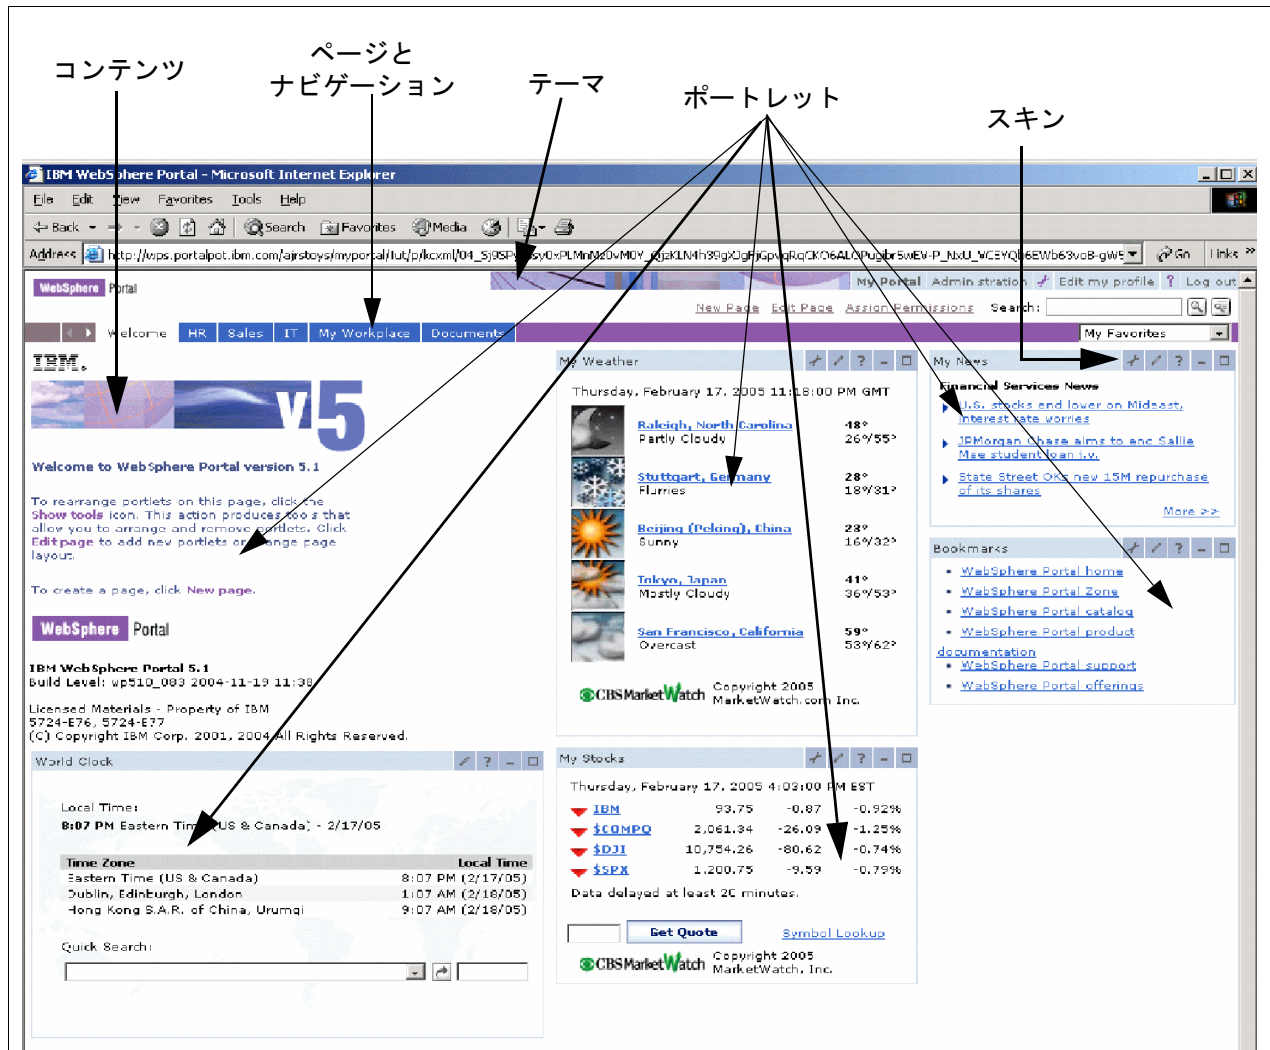 コンテンツ
ページと
ナビゲーション
テーマ
ポートレット
スキン
IBM WebSphere Portal - Microsoft Internet Explorer
File Edit View Favorites Tools Help
Back Search Favorites Media
Address Go Links »
WebSphere Portal
My Portal Administration Edit my profile ? Log out
New Page Edit Page Assign Permissions Search:
Welcome HR Sales IT My Workplace Documents
My Favorites
IBM
v5
Welcome to WebSphere Portal version 5.1
To rearrange portlets on this page, click the
Show tools icon. This action produces tools that
allow you to arrange and remove portlets. Click
Edit page to add new portlets or change page
layout.
To create a page, click New page.
WebSphere Portal
IBM WebSphere Portal 5.1
Build Level: wp510_083 2004-11-19 11:38
Licensed Materials - Property of IBM
5724-E76, 5724-E77
(C) Copyright IBM Corp. 2001, 2004 All Rights Reserved.
World Clock
Local Time:
8:07 PM Eastern Time (US & Canada) - 2/17/05
Time Zone Local Time
Eastern Time (US & Canada) 8:07 PM (2/17/05)
Dublin, Edinburgh, London 1:07 AM (2/18/05)
Hong Kong S.A.R. of China, Urumqi 9:07 AM (2/18/05)
Quick Search:
My Weather
Thursday, February 17, 2005 11:18:00 PM GMT
Raleigh, North Carolina 48°
Partly Cloudy 26°/55°
Stuttgart, Germany 28°
Flurries 18°/31°
Beijing (Peking), China 23°
Sunny 16°/32°
Tokyo, Japan 41°
Mostly Cloudy 36°/53°
San Francisco, California 59°
Overcast 53°/62°
CBSMarketWatch Copyright 2005
MarketWatch.com Inc.
My Stocks
Thursday, February 17, 2005 4:03:00 PM EST
IBM 93.75 -0.87 -0.92%
$COMPQ 2,061.34 -26.09 -1.25%
$DJI 10,754.26 -80.62 -0.74%
$SPX 1,200.75 -9.59 -0.79%
Data delayed at least 20 minutes.
Get Quote Symbol Lookup
CBSMarketWatch Copyright 2005
MarketWatch, Inc.
My News
Financial Services News
U.S. stocks end lower on Mideast,
interest rate worries
JPMorgan Chase aims to end Sallie
Mae student loan j.v.
State Street OKs new 15M repurchase
of its shares
More >>
Bookmarks
WebSphere Portal home
WebSphere Portal Zone
WebSphere Portal catalog
WebSphere Portal product
documentation
WebSphere Portal support
WebSphere Portal offerings